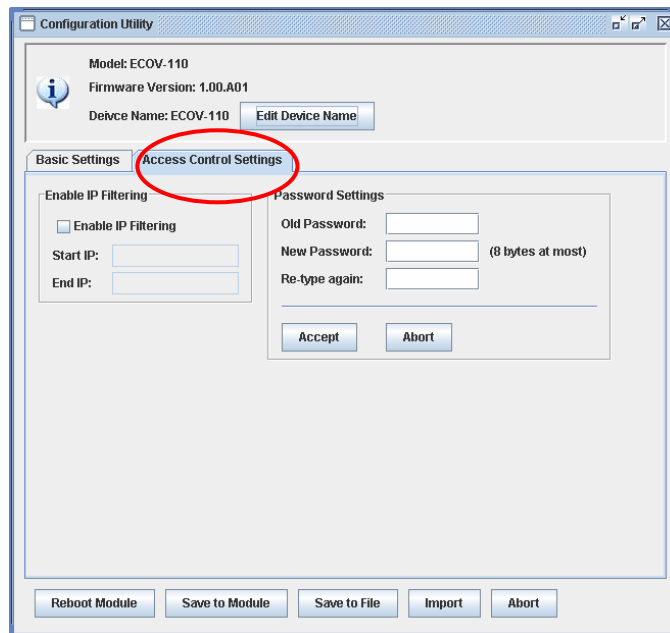 Configuration Utility
Model: ECOV-110
Firmware Version: 1.00.A01
Deivce Name: ECOV-110 Edit Device Name
Basic Settings Access Control Settings
Enable IP Filtering
Enable IP Filtering
Start IP:
End IP:
Password Settings
Old Password:
New Password: (8 bytes at most)
Re-type again:
Accept Abort
Reboot Module Save to Module Save to File Import Abort